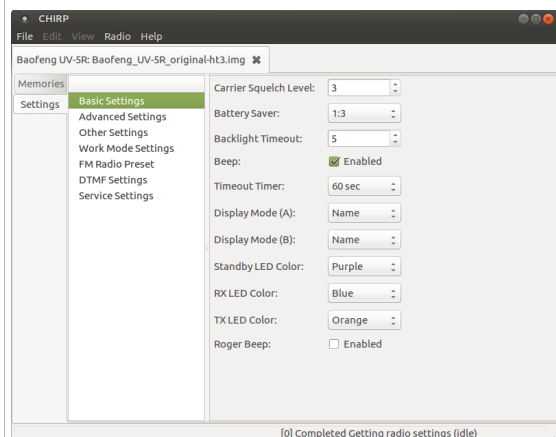 CHIRP
File Edit View Radio Help
Baofeng UV-5R: Baofeng_UV-5R_original-ht3.img
Memories
Settings
Basic Settings
Advanced Settings
Other Settings
Work Mode Settings
FM Radio Preset
DTMF Settings
Service Settings
Carrier Squelch Level: 3
Battery Saver: 1:3
Backlight Timeout: 5
Beep: Enabled
Timeout Timer: 60 sec
Display Mode (A): Name
Display Mode (B): Name
Standby LED Color: Purple
RX LED Color: Blue
TX LED Color: Orange
Roger Beep: Enabled
[0] Completed Getting radio settings (idle)